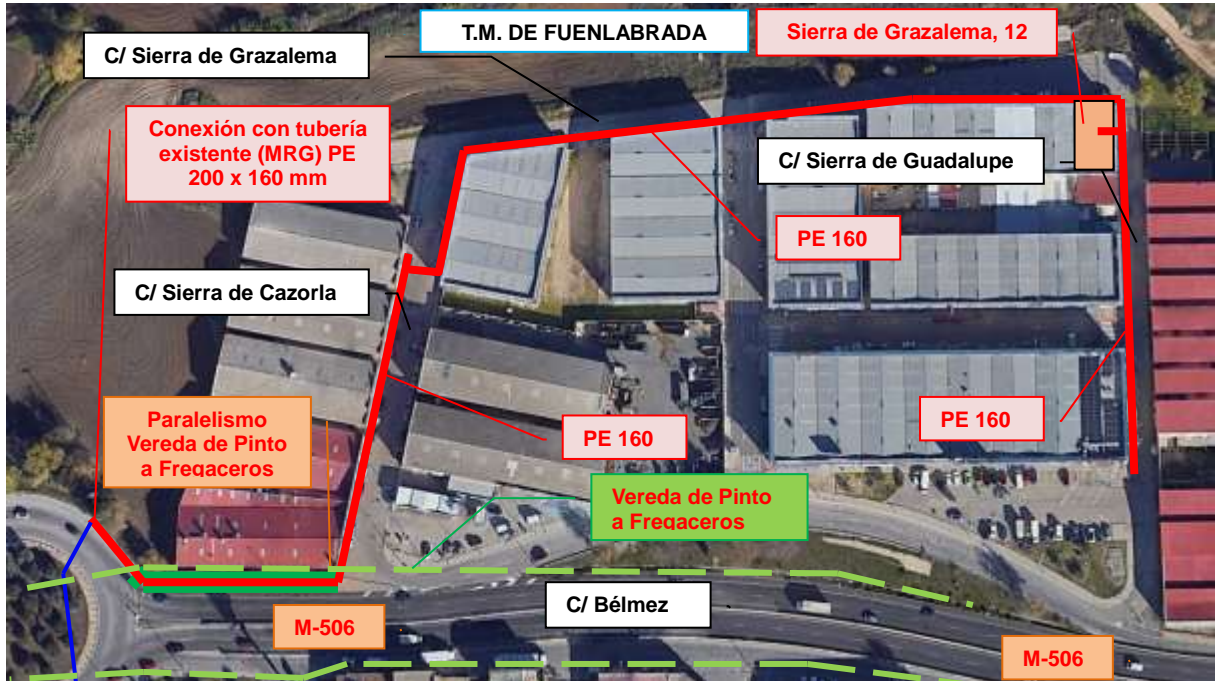 T.M. DE FUENLABRADA
Sierra de Grazalema, 12
C/ Sierra de Grazalema
Conexión con tubería
existente (MRG) PE
200 x 160 mm
C/ Sierra de Guadalupe
PE 160
C/ Sierra de Cazorla
Paralelismo
Vereda de Pinto
a Fregaceros
PE 160
PE 160
Vereda de Pinto
a Fregaceros
C/ Bélmez
M-506
M-506